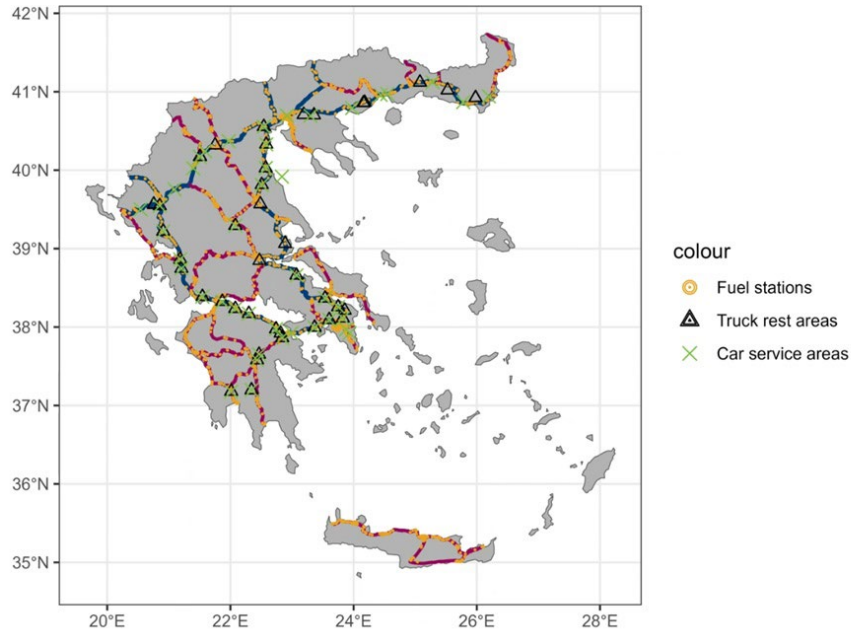 42°N
41°N
40°N
39°N
38°N
37°N
36°N
35°N
20°E 22°E 24°E 26°E 28°E
colour
Fuel stations
Truck rest areas
Car service areas